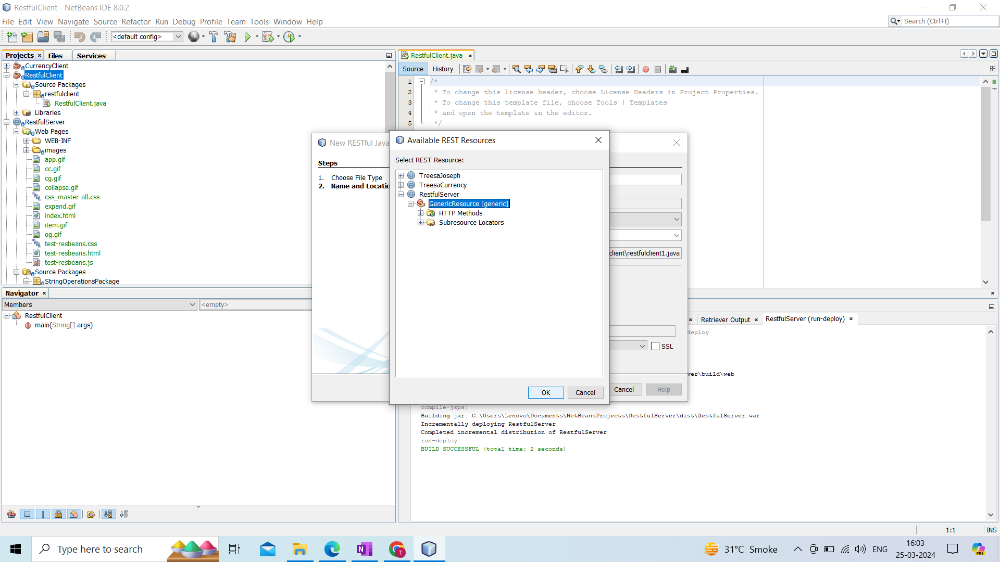 RestfulClient - NetBeans IDE 8.0.2
File Edit View Navigate Source Refactor Run Debug Profile Team Tools Window Help
Search (Ctrl+I)
<default config>
Projects Files Services
CurrencyClient
RestfulClient
Source Packages
restfulclient
RestfulClient.java
Libraries
RestfulServer
Web Pages
WEB-INF
images
app.gif
cc.gif
cg.gif
collapse.gif
css_master-all.css
expand.gif
index.html
item.gif
og.gif
test-resbeans.css
test-resbeans.html
test-resbeans.js
Source Packages
StringOperationsPackage
RestfulClient.java
Source History
1 /*
2 * To change this license header, choose License Headers in Project Properties.
3 * To change this template file, choose Tools | Templates
4 * and open the template in the editor.
5 */
New RESTful Java
Steps
1. Choose File Type
2. Name and Locatio
client\restfulclient1.java
SSL
Cancel Help
Available REST Resources
Select REST Resource:
TreesaJoseph
TreesaCurrency
RestfulServer
GenericResource [generic]
HTTP Methods
Subresource Locators
OK Cancel
Navigator
Members <empty>
RestfulClient
main(String[] args)
Retriever Output RestfulServer (run-deploy)
deploy
ver\build\web
compile-jsps:
Building jar: C:\Users\Lenovo\Documents\NetBeansProjects\RestfulServer\dist\RestfulServer.war
Incrementally deploying RestfulServer
Completed incremental distribution of RestfulServer
run-deploy:
BUILD SUCCESSFUL (total time: 2 seconds)
1:1 INS
Type here to search
31°C Smoke
ENG
16:03
25-03-2024
PRE